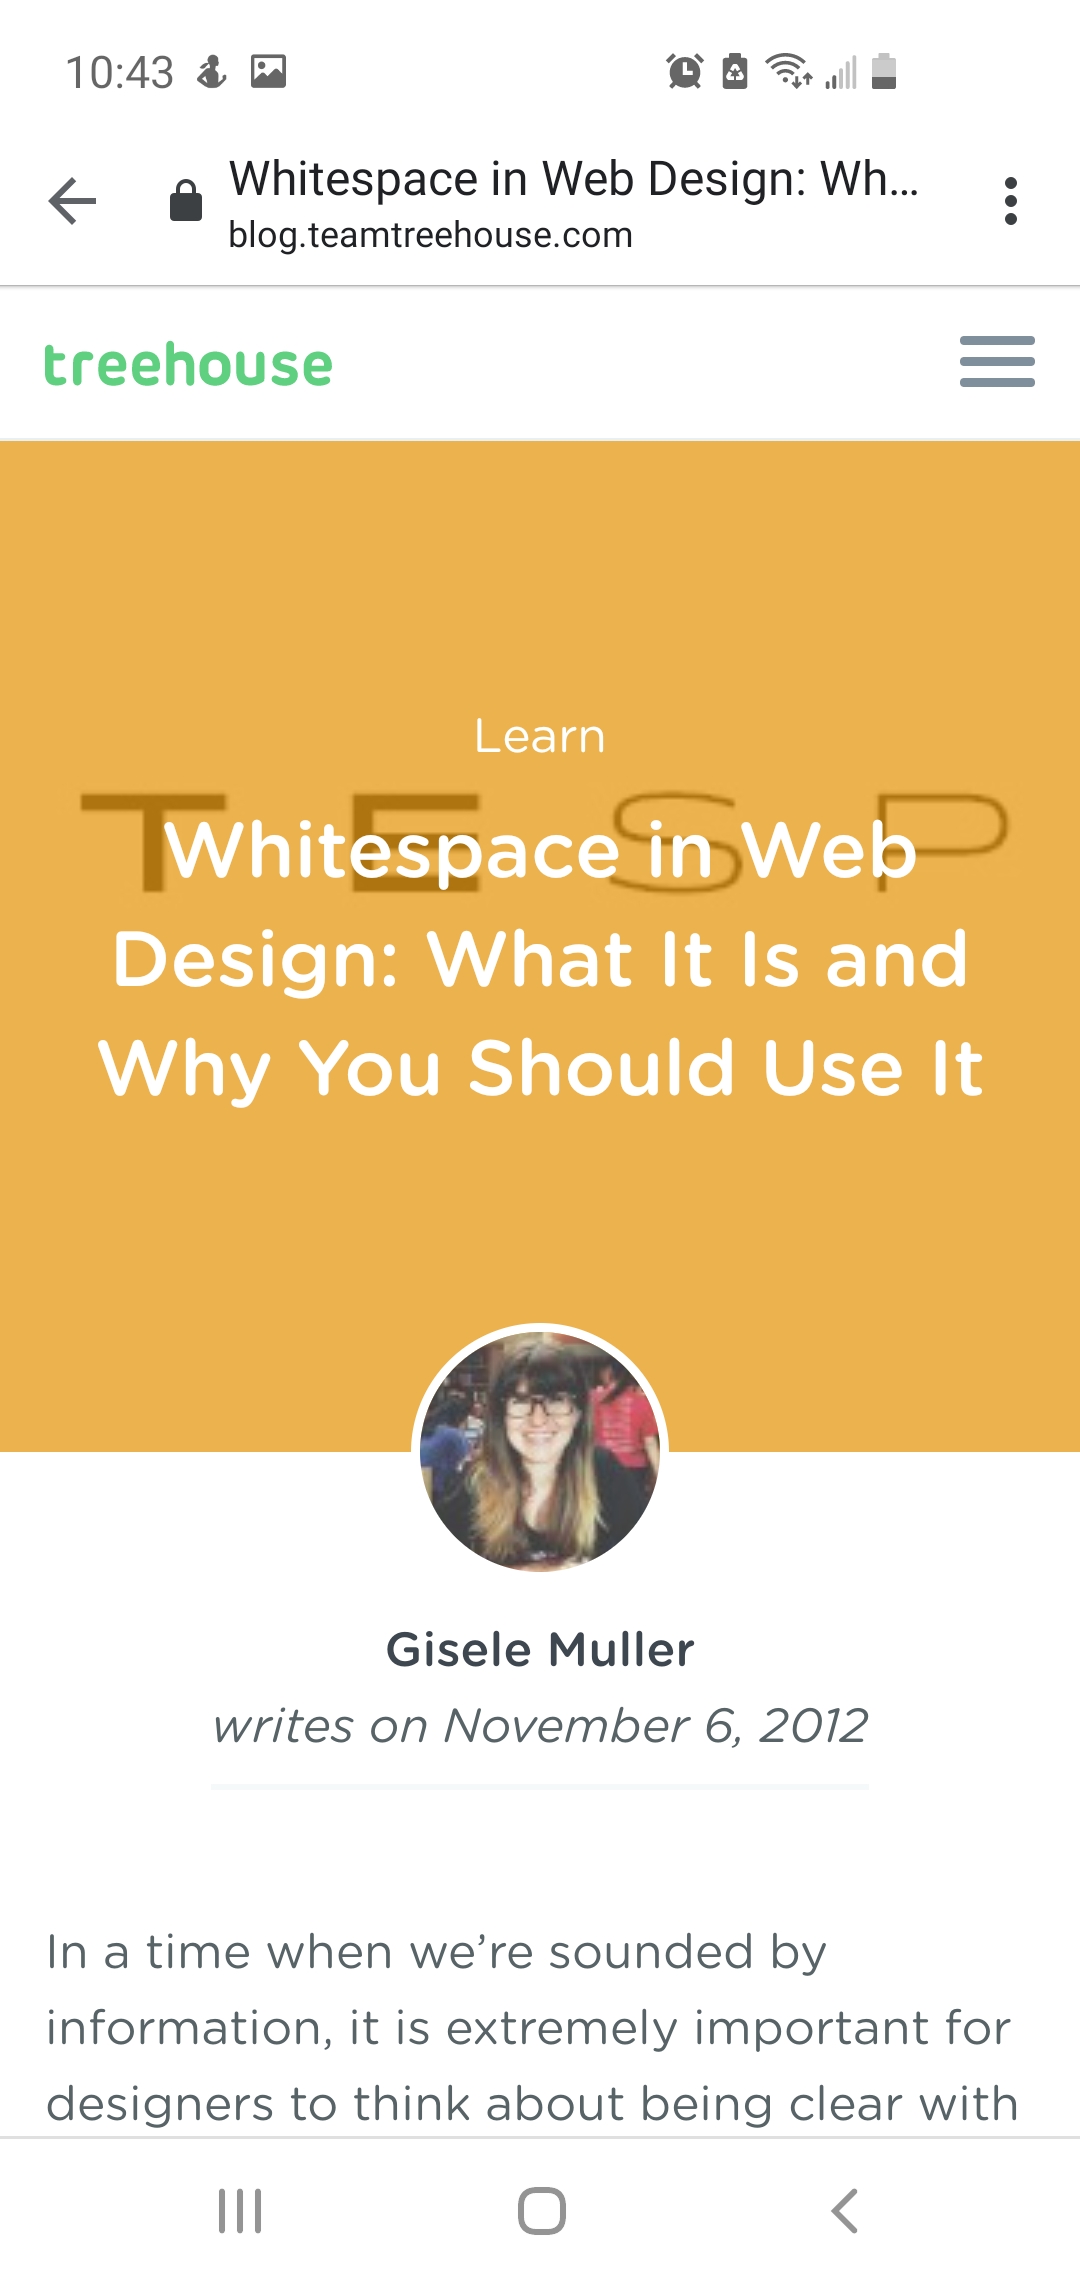 10:43
Whitespace in Web Design: Wh...
blog.teamtreehouse.com
treehouse
Learn
T E S P
Whitespace in Web
Design: What It Is and
Why You Should Use It
Gisele Muller
writes on November 6, 2012
In a time when we’re sounded by
information, it is extremely important for
designers to think about being clear with